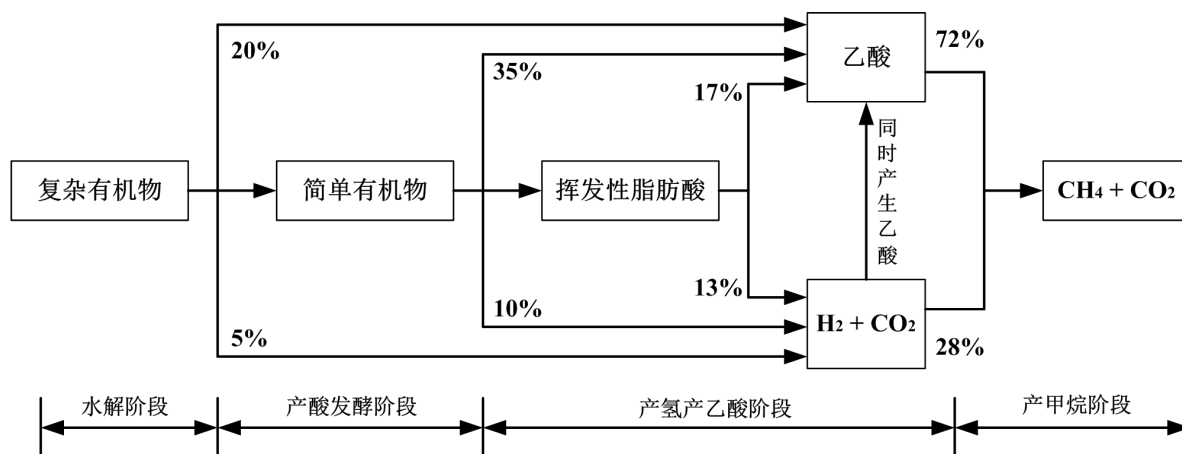 20%
72%
乙酸
35%
17%
同时产生乙酸
复杂有机物
简单有机物
挥发性脂肪酸
CH4 + CO2
13%
10%
H2 + CO2
5%
28%
水解阶段
产酸发酵阶段
产氢产乙酸阶段
产甲烷阶段